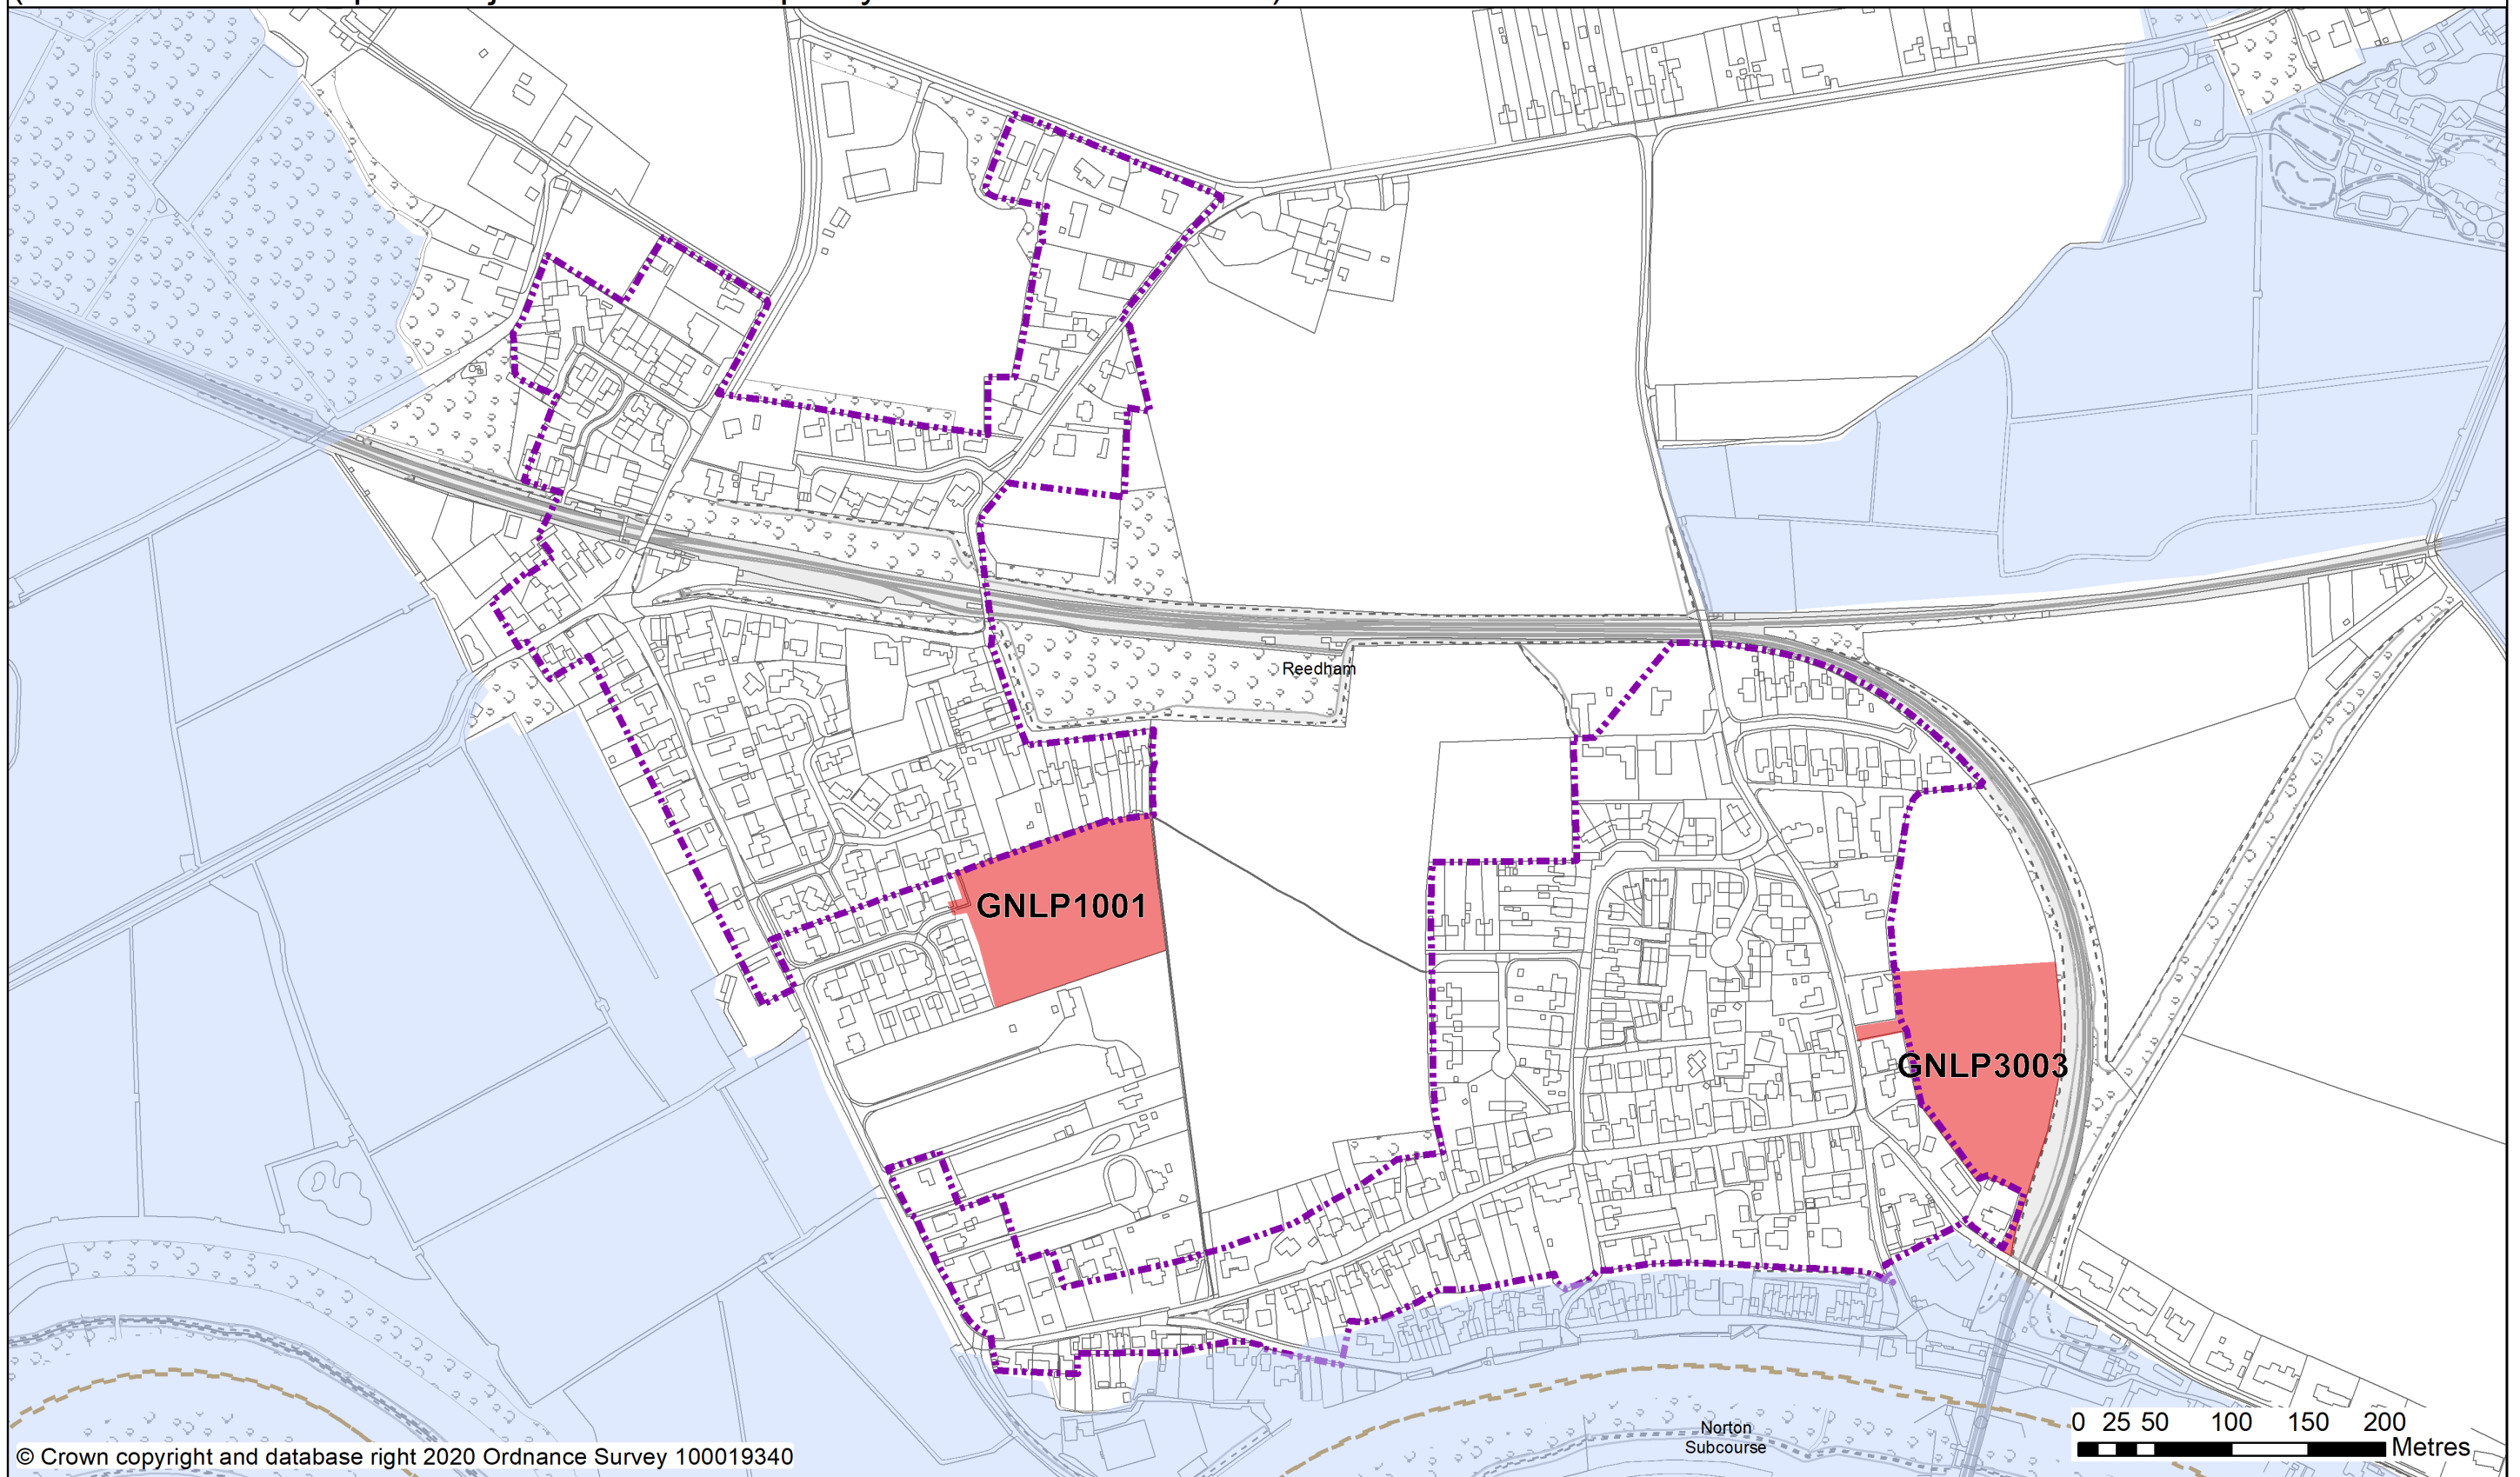 Reedham
GNLP1001
GNLP3003
Norton
Subcourse
0 25 50 100 150 200
Metres
© Crown copyright and database right 2020 Ordnance Survey 100019340